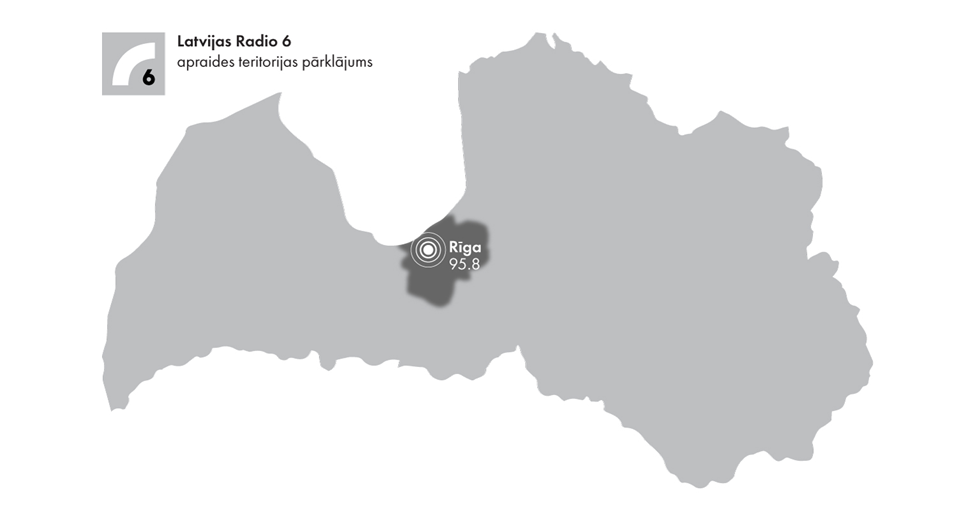 6
Latvijas Radio 6
apraides teritorijas pārklājums
Rīga
95.8